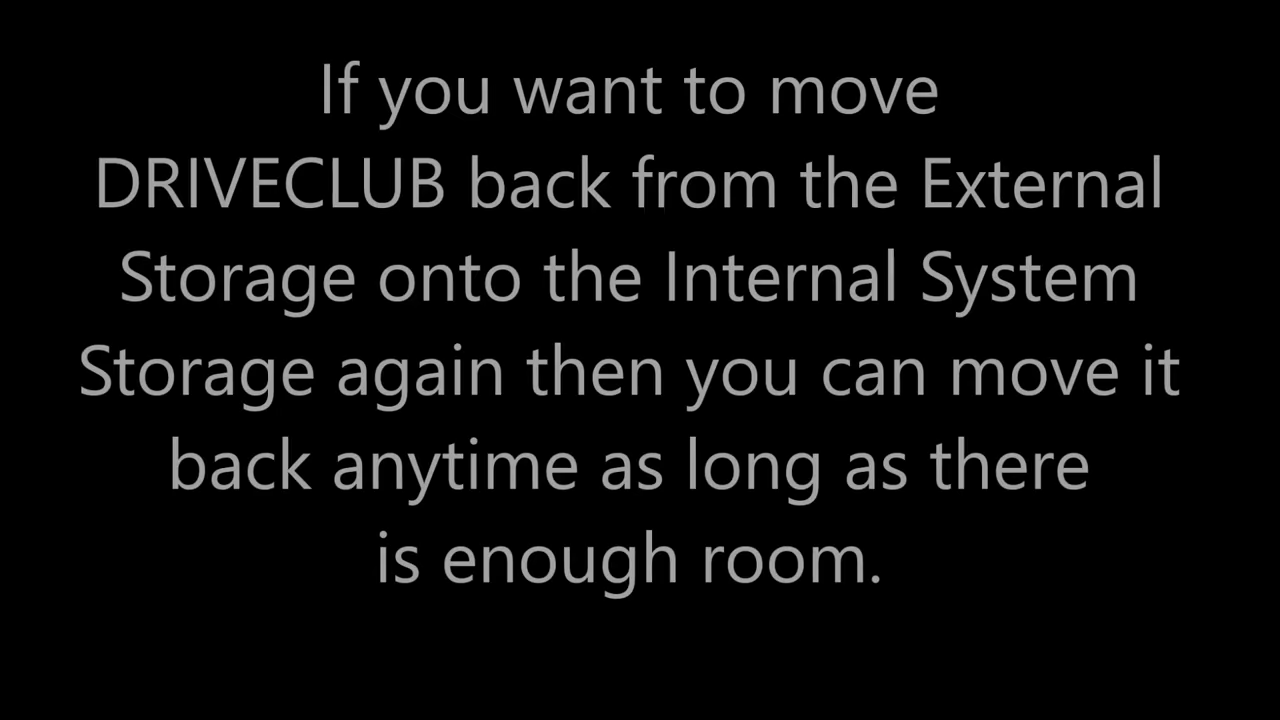 If you want to move
DRIVECLUB back from the External
Storage onto the Internal System
Storage again then you can move it
back anytime as long as there
is enough room.